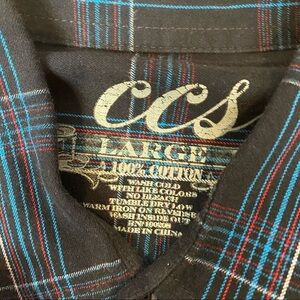 ccs
LARGE
100% COTTON
WASH COLD
WITH LIKE COLORS
NO BLEACH
TUMBLE DRY LOW
WARM IRON ON REVERSE
WASH INSIDE OUT
MADE IN CHINA